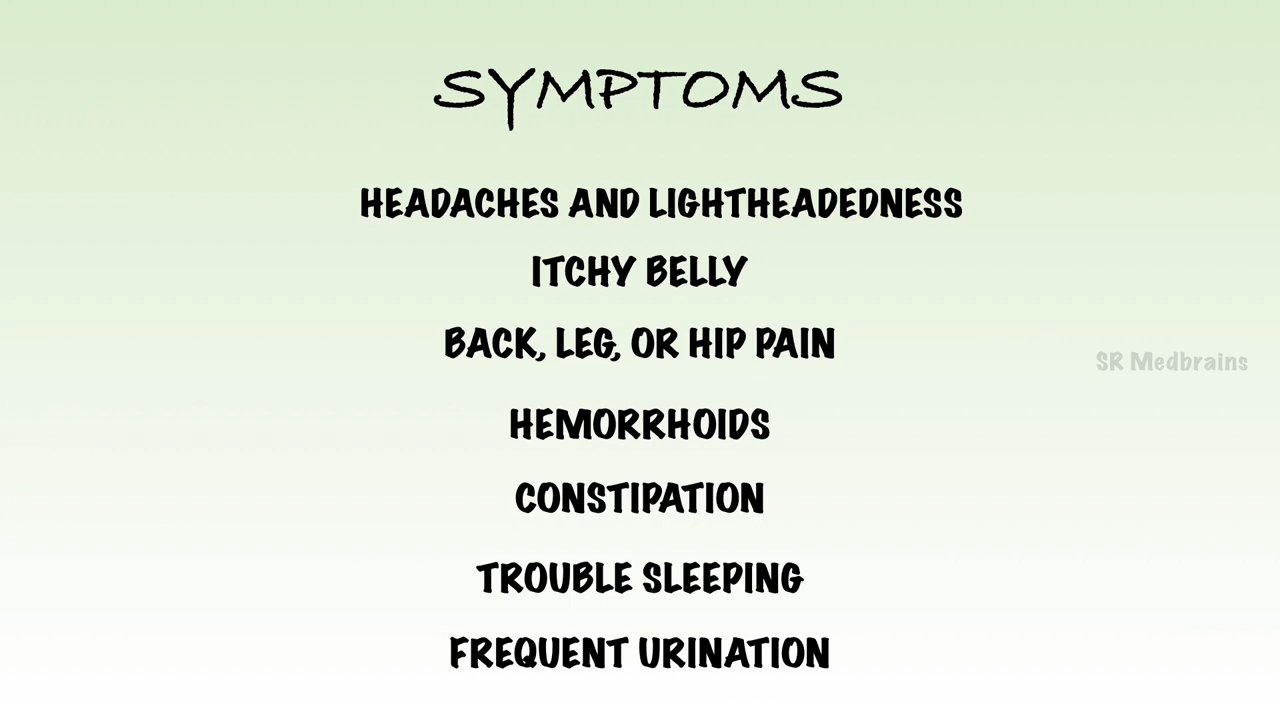 SYMPTOMS
HEADACHES AND LIGHTHEADEDNESS
ITCHY BELLY
BACK, LEG, OR HIP PAIN
SR Medbrains
HEMORRHOIDS
CONSTIPATION
TROUBLE SLEEPING
FREQUENT URINATION